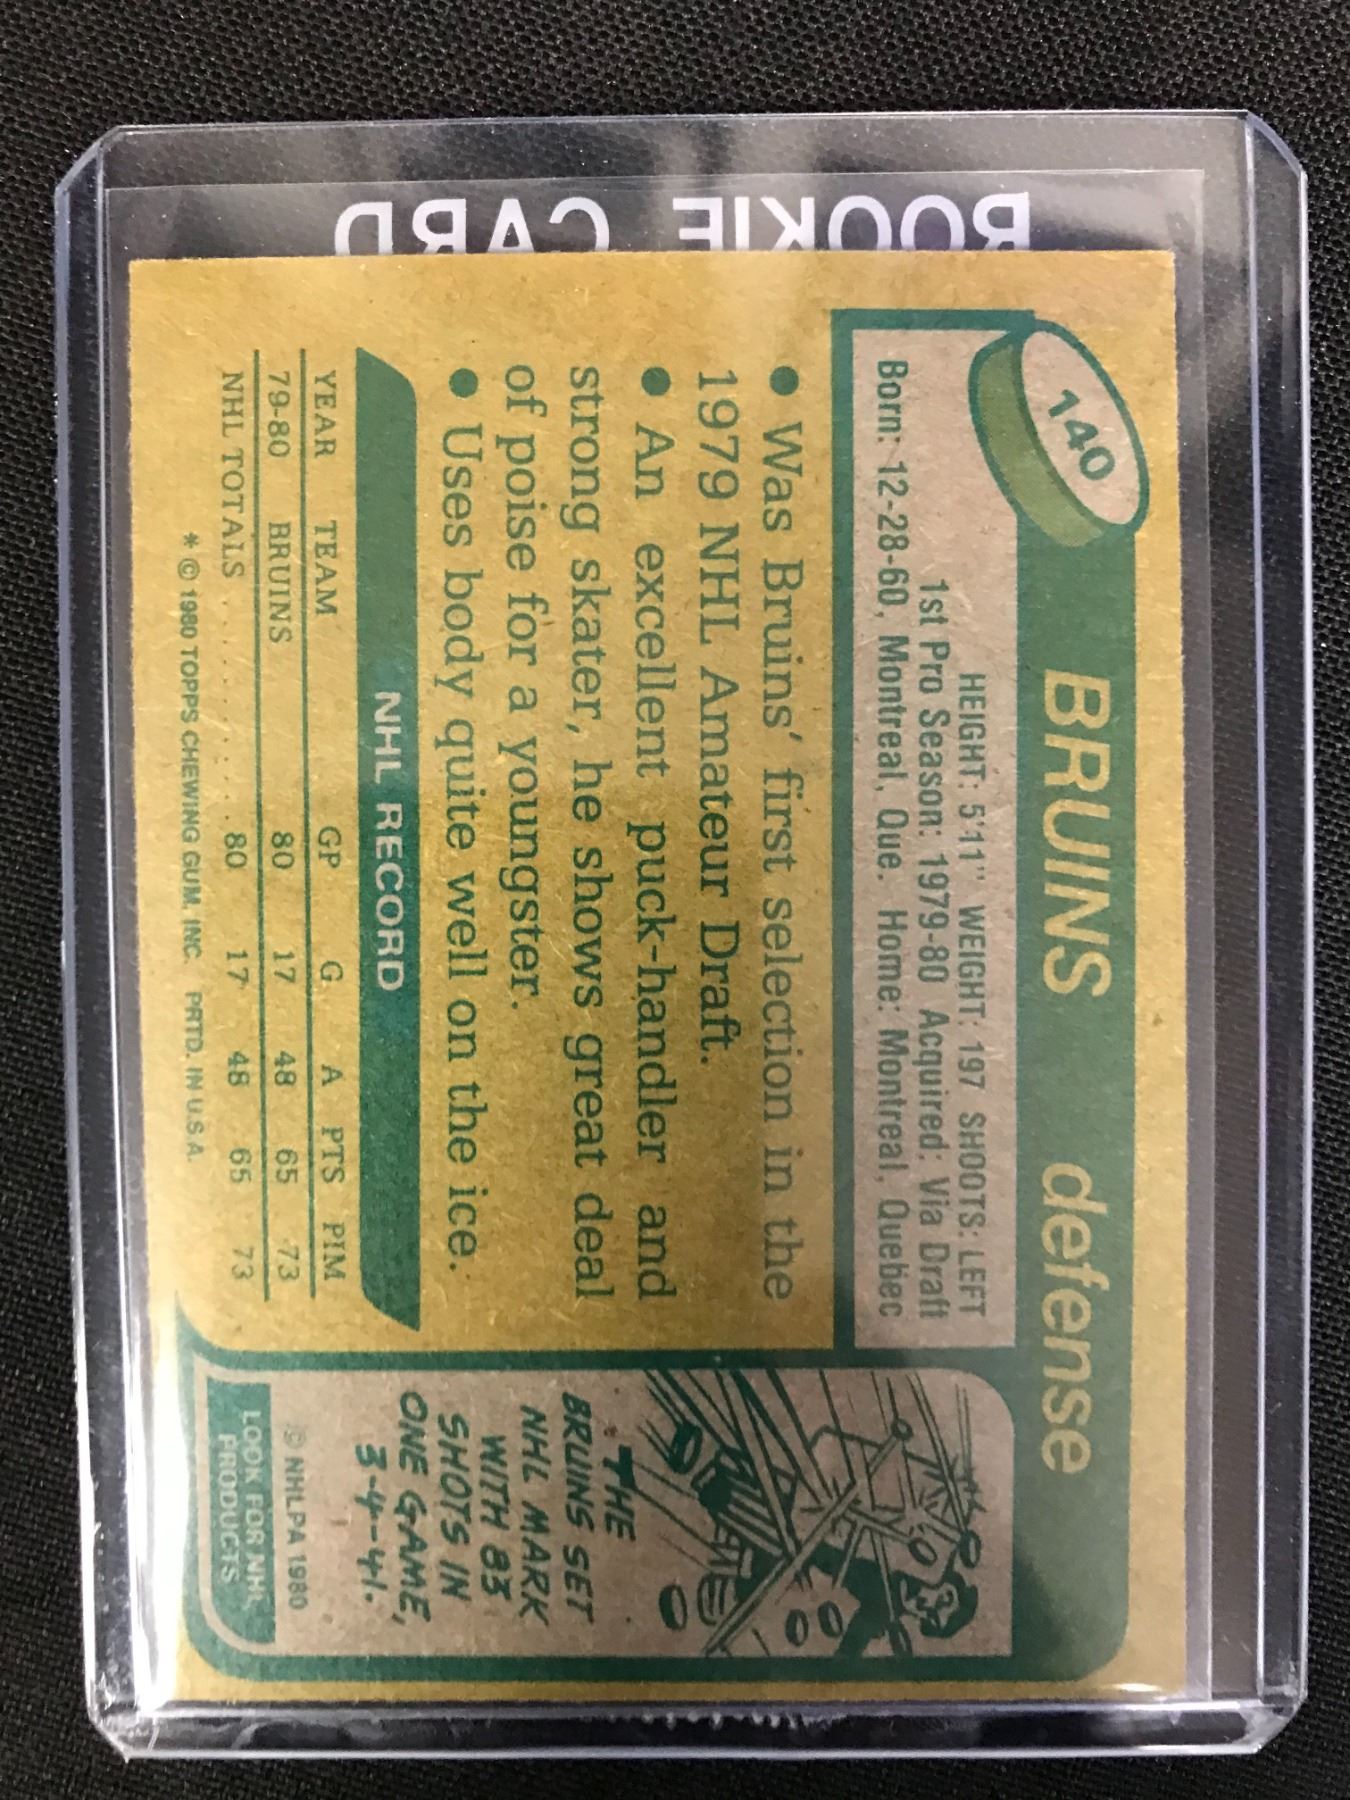 ROOKIE CARD
140
BRUINS defense
HEIGHT: 5'11" WEIGHT: 197 SHOOTS: LEFT
1st Pro Season: 1979-80 Acquired: Via Draft
Born: 12-28-60, Montreal, Que. Home: Montreal, Quebec
● Was Bruins' first selection in the
1979 NHL Amateur Draft.
● An excellent puck-handler and
strong skater, he shows great deal
of poise for a youngster.
● Uses body quite well on the ice.
NHL RECORD
YEAR TEAM GP G A PTS PIM
79-80 BRUINS 80 17 48 65 73
NHL TOTALS . . . . . . . . . . . 80 17 48 65 73
* © 1980 TOPPS CHEWING GUM, INC. PRTD. IN U.S.A.
THE
BRUINS SET
NHL MARK
WITH 83
SHOTS IN
ONE GAME,
3-4-41.
© NHLPA 1980
LOOK FOR NHL
PRODUCTS